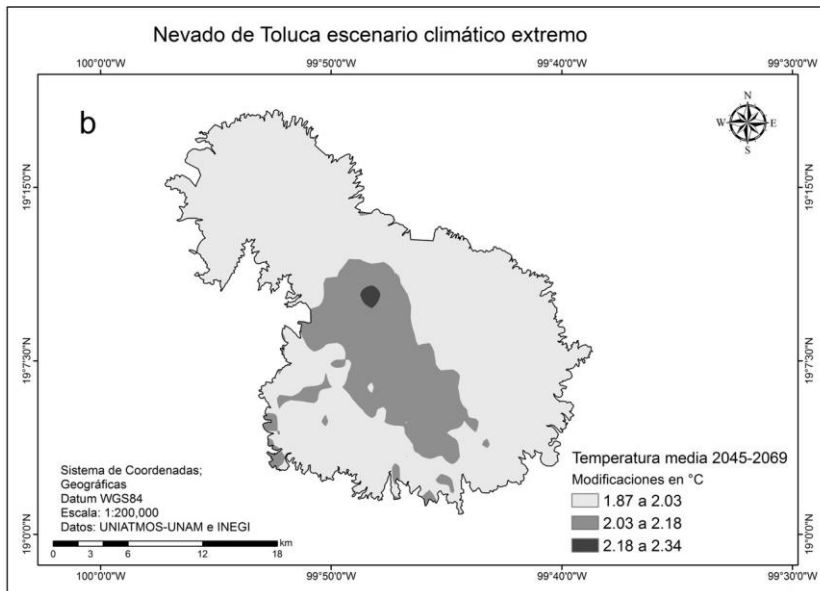 Nevado de Toluca escenario climático extremo
100°0'0"W 99°50'0"W 99°40'0"W 99°30'0"W
b
N
W E
S
19°15'0"N 19°15'0"N
19°7'30"N 19°7'30"N
19°0'0"N 19°0'0"N
Sistema de Coordenadas;
Geográficas
Datum WGS84
Escala: 1:200,000
Datos: UNIATMOS-UNAM e INEGI
km
0 3 6 12 18
Temperatura media 2045-2069
Modificaciones en °C
1.87 a 2.03
2.03 a 2.18
2.18 a 2.34
100°0'0"W 99°50'0"W 99°40'0"W 99°30'0"W